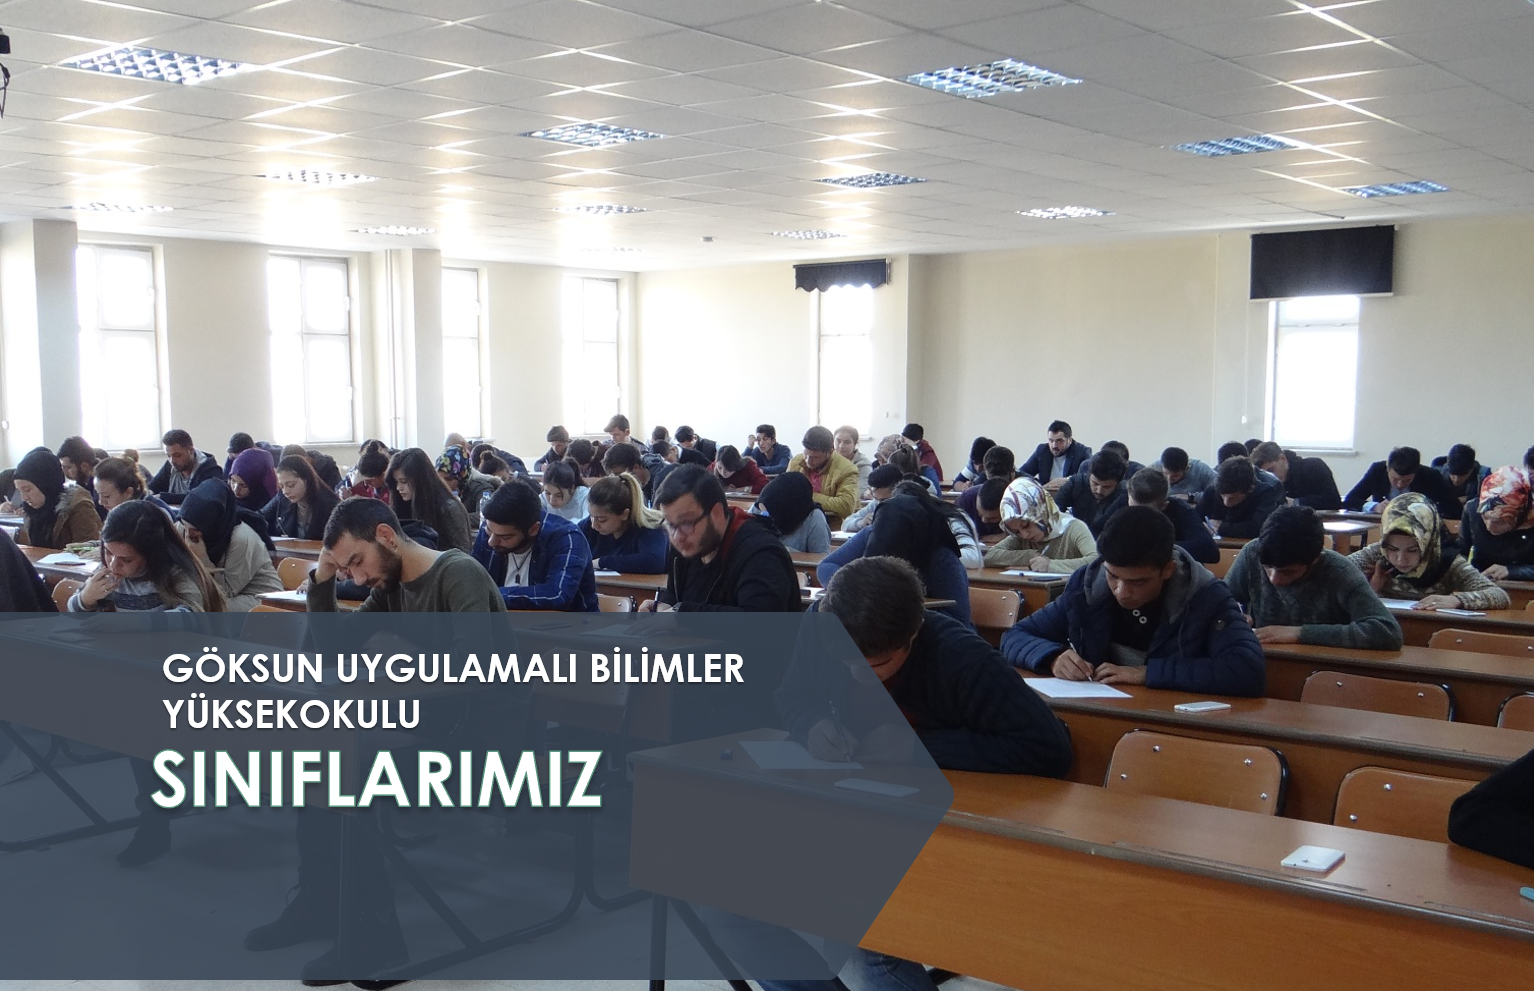 GÖKSUN UYGULAMALI BİLİMLER
YÜKSEKOKULU
SINIFLARIMIZ